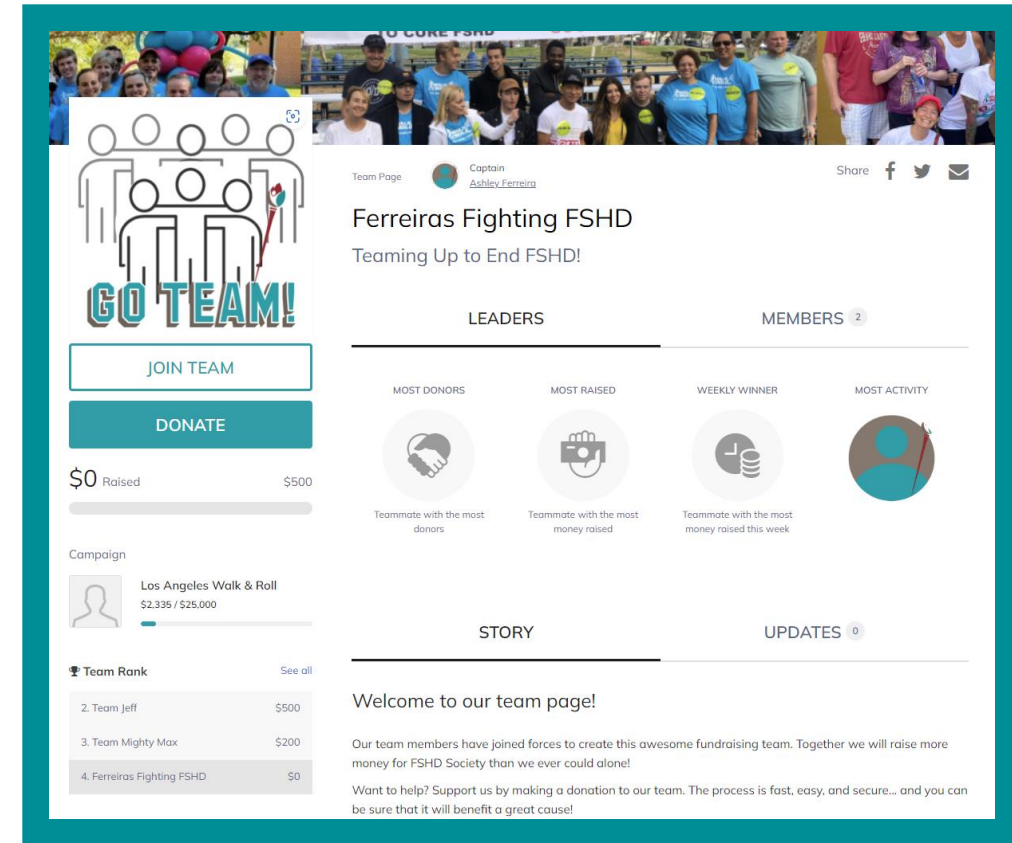 TO CURE FSHD
GO TEAM!
JOIN TEAM
DONATE
$0 Raised $500
Campaign
Los Angeles Walk & Roll
$2,335 / $25,000
Team Rank See all
2. Team Jeff $500
3. Team Mighty Max $200
4. Ferreiras Fighting FSHD $0
Team Page
Captain
Ashley Ferreira
Share
Ferreiras Fighting FSHD
Teaming Up to End FSHD!
LEADERS MEMBERS 2
MOST DONORS MOST RAISED WEEKLY WINNER MOST ACTIVITY
Teammate with the most Teammate with the most Teammate with the most
donors money raised money raised this week
STORY UPDATES 0
Welcome to our team page!
Our team members have joined forces to create this awesome fundraising team. Together we will raise more
money for FSHD Society than we ever could alone!
Want to help? Support us by making a donation to our team. The process is fast, easy, and secure... and you can
be sure that it will benefit a great cause!